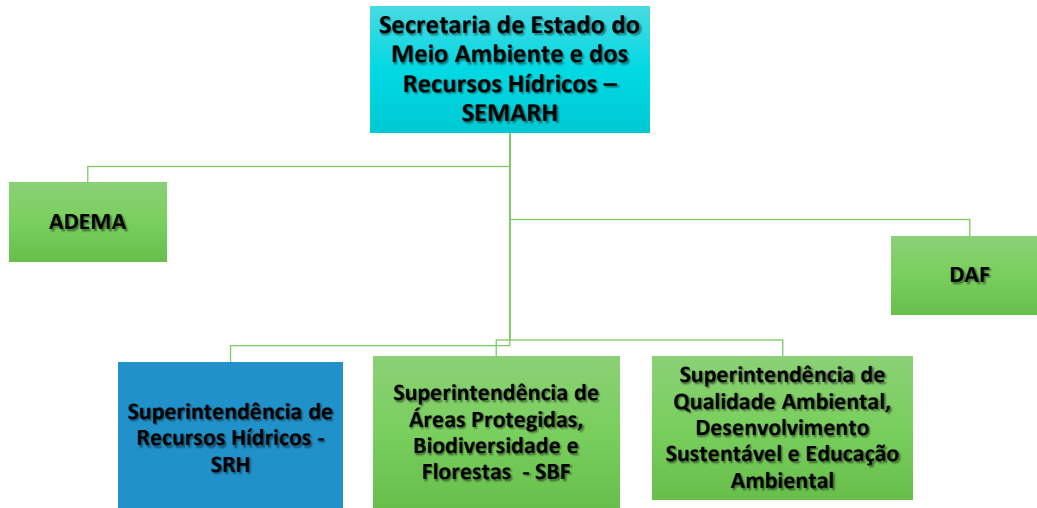 Secretaria de Estado do
Meio Ambiente e dos
Recursos Hídricos –
SEMARH
ADEMA
DAF
Superintendência de
Recursos Hídricos -
SRH
Superintendência de
Áreas Protegidas,
Biodiversidade e
Florestas - SBF
Superintendência de
Qualidade Ambiental,
Desenvolvimento
Sustentável e Educação
Ambiental